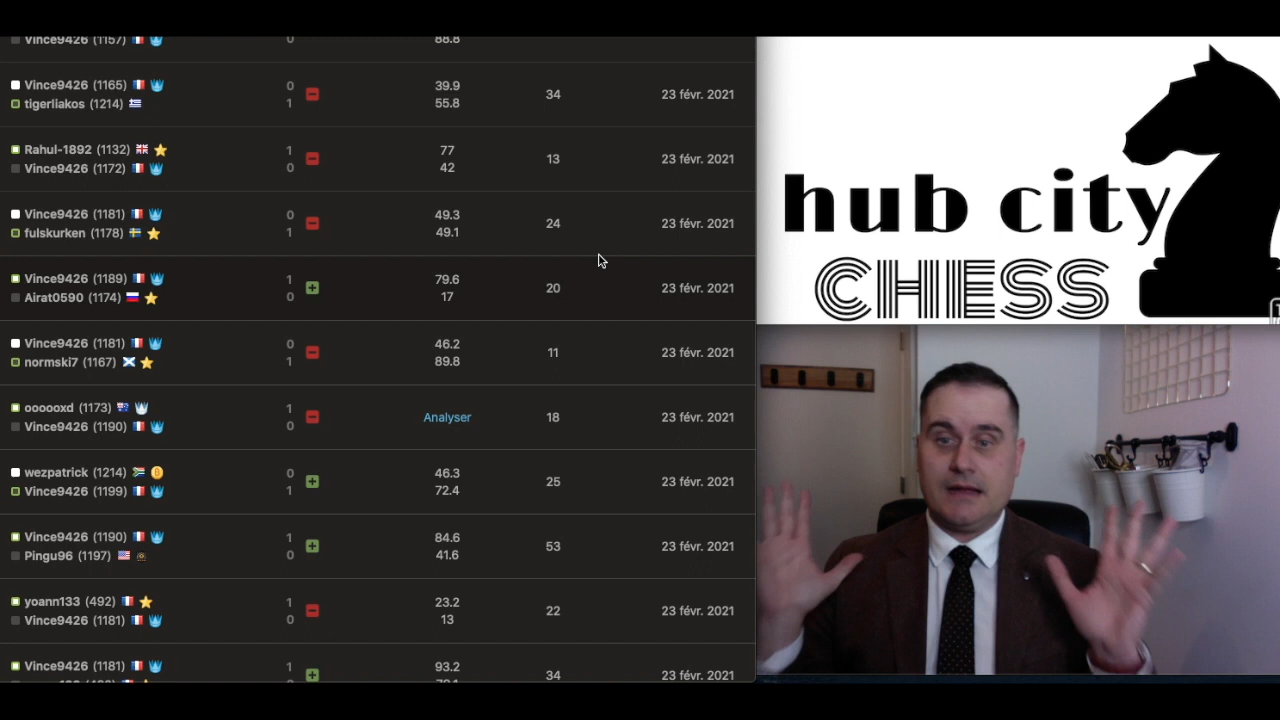 Vince9426 (1157) 0 88.8
Vince9426 (1165) 0 39.9
tigerliakos (1214) 1 55.8 34 23 févr. 2021
Rahul-1892 (1132) 1 77
Vince9426 (1172) 0 42 13 23 févr. 2021
Vince9426 (1181) 0 49.3
fulskurken (1178) 1 49.1 24 23 févr. 2021
Vince9426 (1189) 1 79.6
Airat0590 (1174) 0 17 20 23 févr. 2021
Vince9426 (1181) 0 46.2
normski7 (1167) 1 89.8 11 23 févr. 2021
oooooxd (1173) 1
Vince9426 (1190) 0 Analyser 18 23 févr. 2021
wezpatrick (1214) 0 46.3
Vince9426 (1199) 1 72.4 25 23 févr. 2021
Vince9426 (1190) 1 84.6
Pingu96 (1197) 0 41.6 53 23 févr. 2021
yoann133 (492) 1 23.2
Vince9426 (1181) 0 13 22 23 févr. 2021
Vince9426 (1181) 1 93.2
34 23 févr. 2021
hub city
CHESS